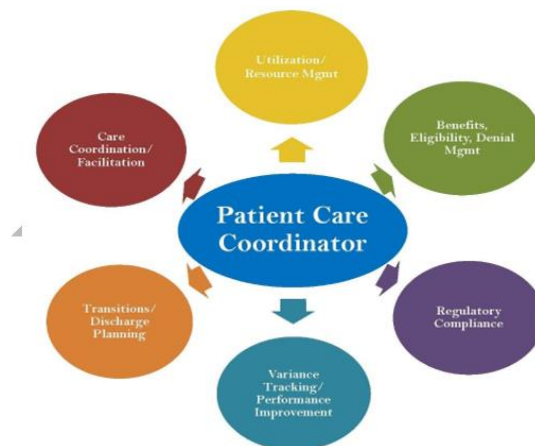 Utilization/
Resource Mgmt
Care
Coordination/
Facilitation
Benefits,
Eligibility, Denial
Mgmt
Patient Care
Coordinator
Transitions/
Discharge
Planning
Regulatory
Compliance
Variance
Tracking/
Performance
Improvement